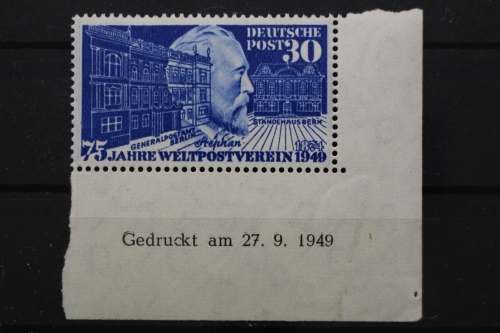 DEUTSCHE
POST 30
STÄNDEHAUS BERN
GENERALPOSTAMT
BERLIN
Stephan
1874
75 JAHRE WELTPOSTVEREIN 1949
Gedruckt am 27. 9. 1949